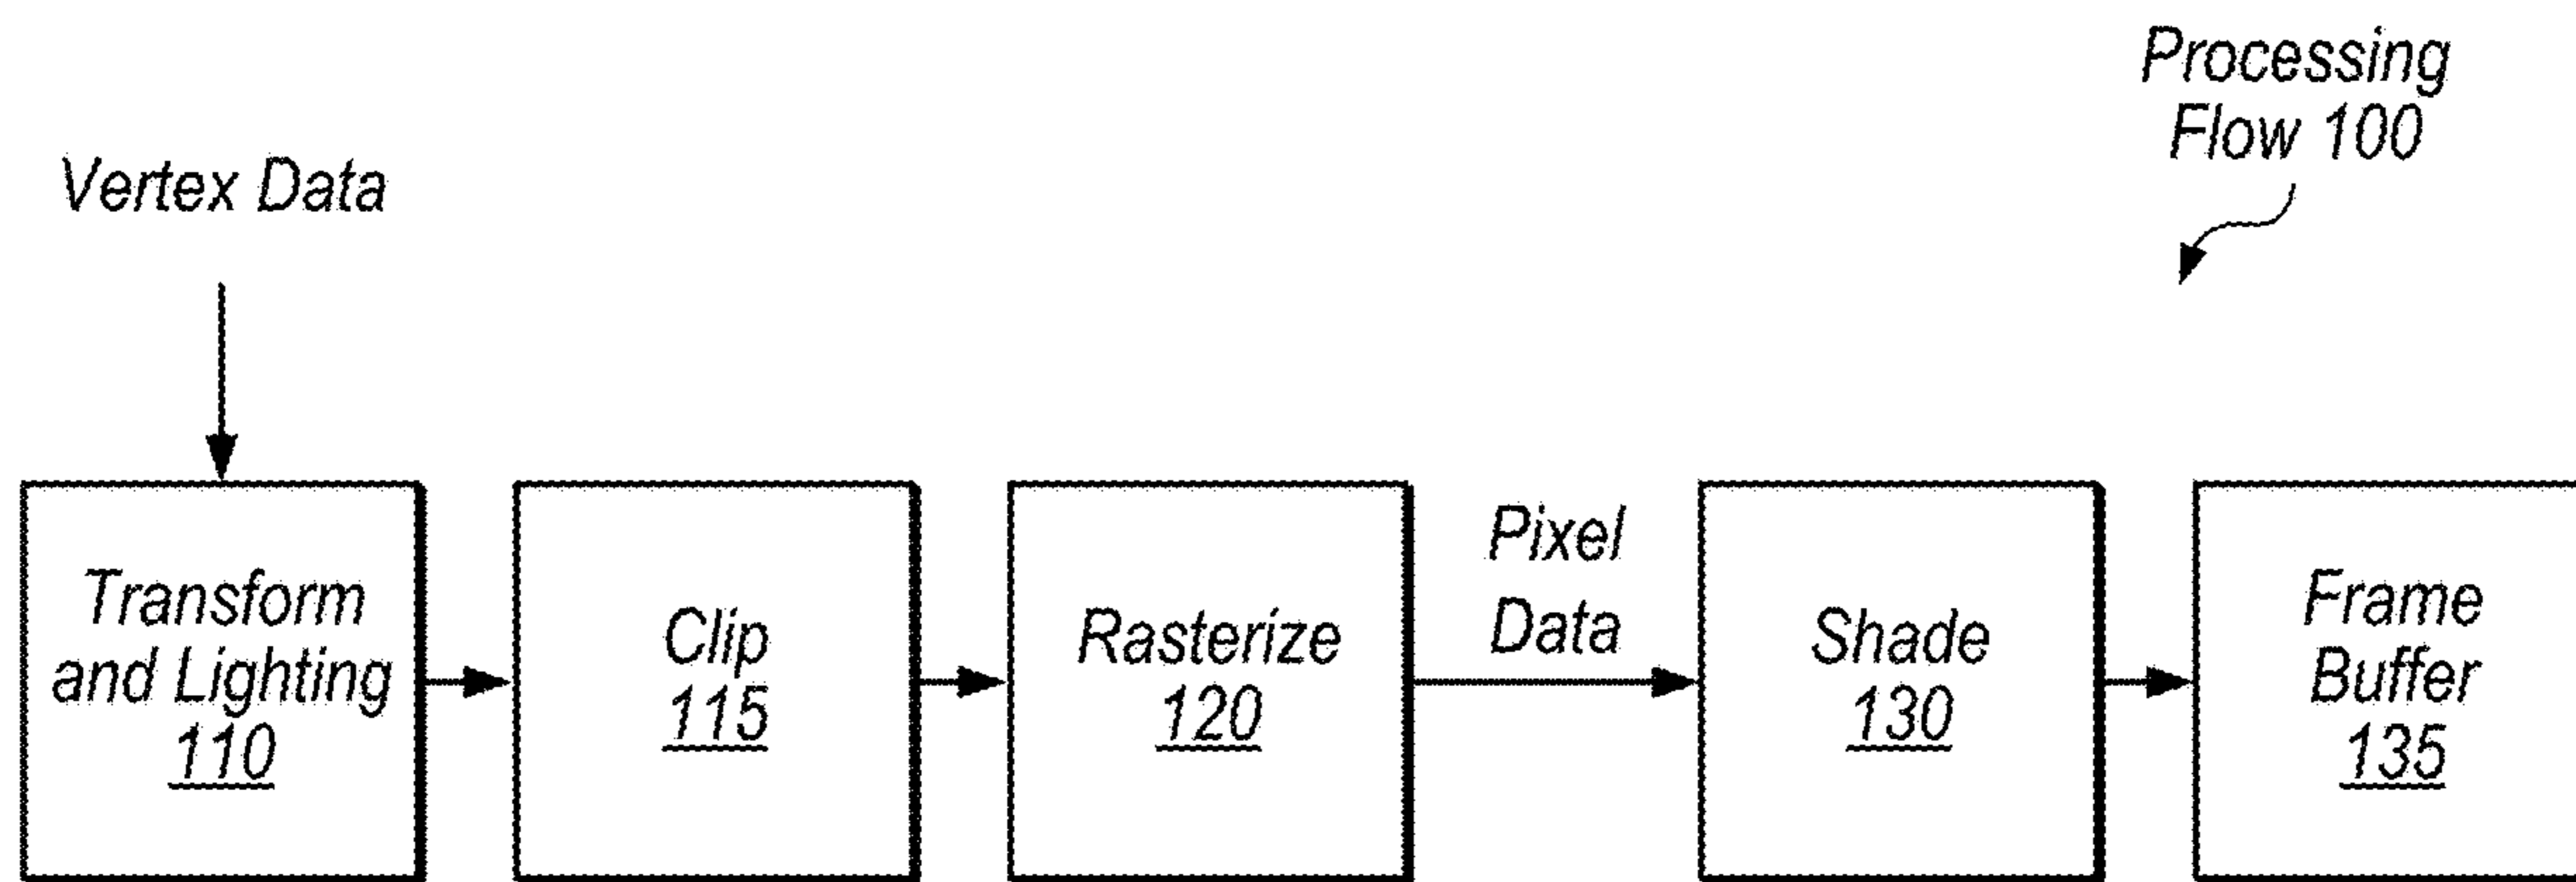 Processing
Flow 100
Vertex Data
Transform
and Lighting
110
Clip
115
Rasterize
120
Pixel
Data
Shade
130
Frame
Buffer
135